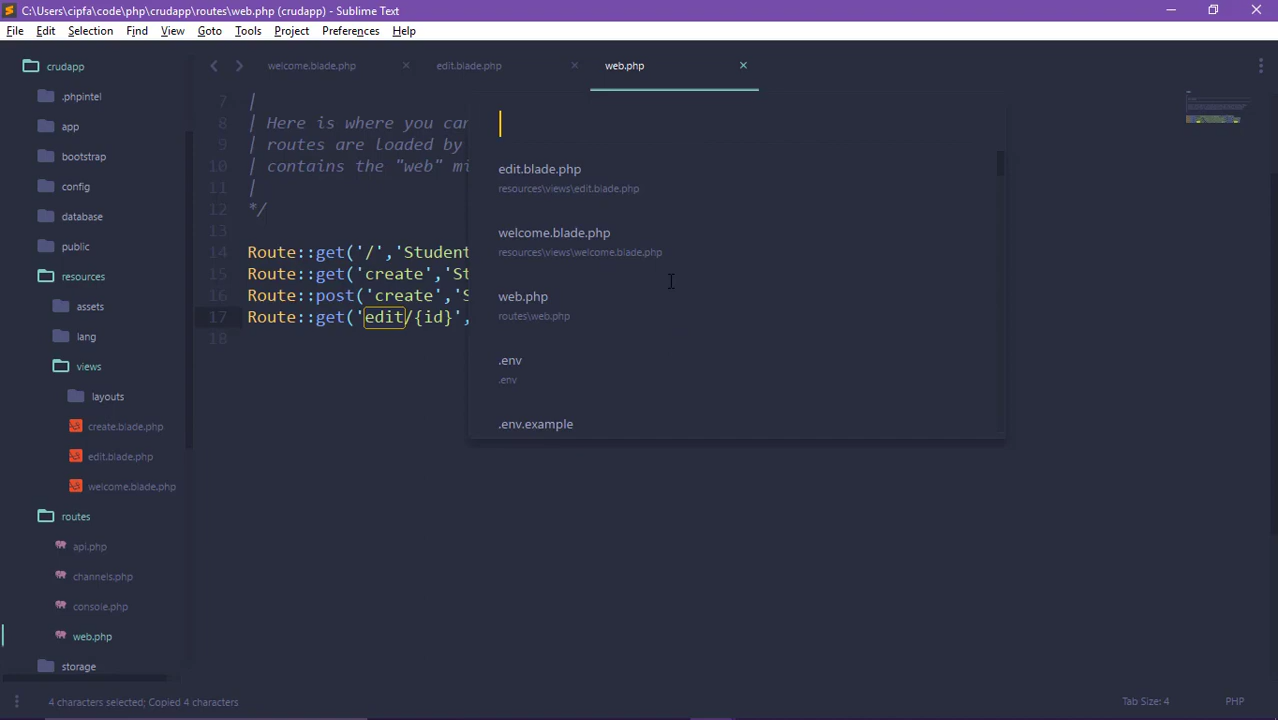 C:\Users\cipfa\code\php\crudapp\routes\web.php (crudapp) - Sublime Text
File Edit Selection Find View Goto Tools Project Preferences Help
crudapp
.phpintel
app
bootstrap
config
database
public
resources
assets
lang
views
layouts
create.blade.php
edit.blade.php
welcome.blade.php
routes
api.php
channels.php
console.php
web.php
storage
welcome.blade.php × edit.blade.php × web.php ×
7 |
8 | Here is where you can
9 | routes are loaded by
10 | contains the "web" mi
11 |
12 */
13
14 Route::get('/','Student
15 Route::get('create','St
16 Route::post('create','S
17 Route::get('edit/{id}',
18
edit.blade.php
resources\views\edit.blade.php
welcome.blade.php
resources\views\welcome.blade.php
web.php
routes\web.php
.env
.env
.env.example
4 characters selected; Copied 4 characters
Tab Size: 4 PHP